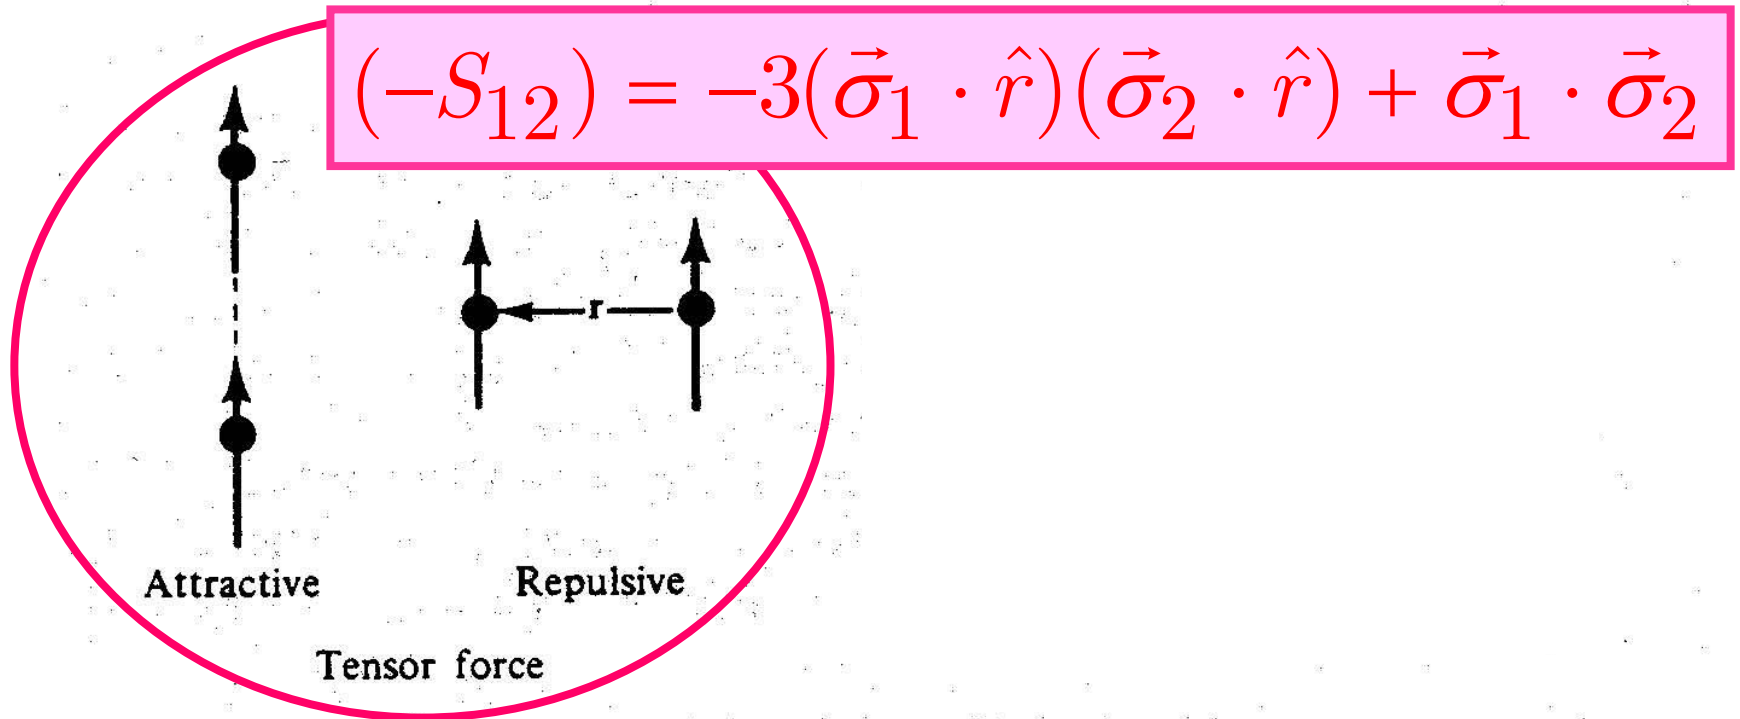 (−S₁₂) = −3(σ⃗₁ · r̂)(σ⃗₂ · r̂) + σ⃗₁ · σ⃗₂
r
Attractive Repulsive
Tensor force